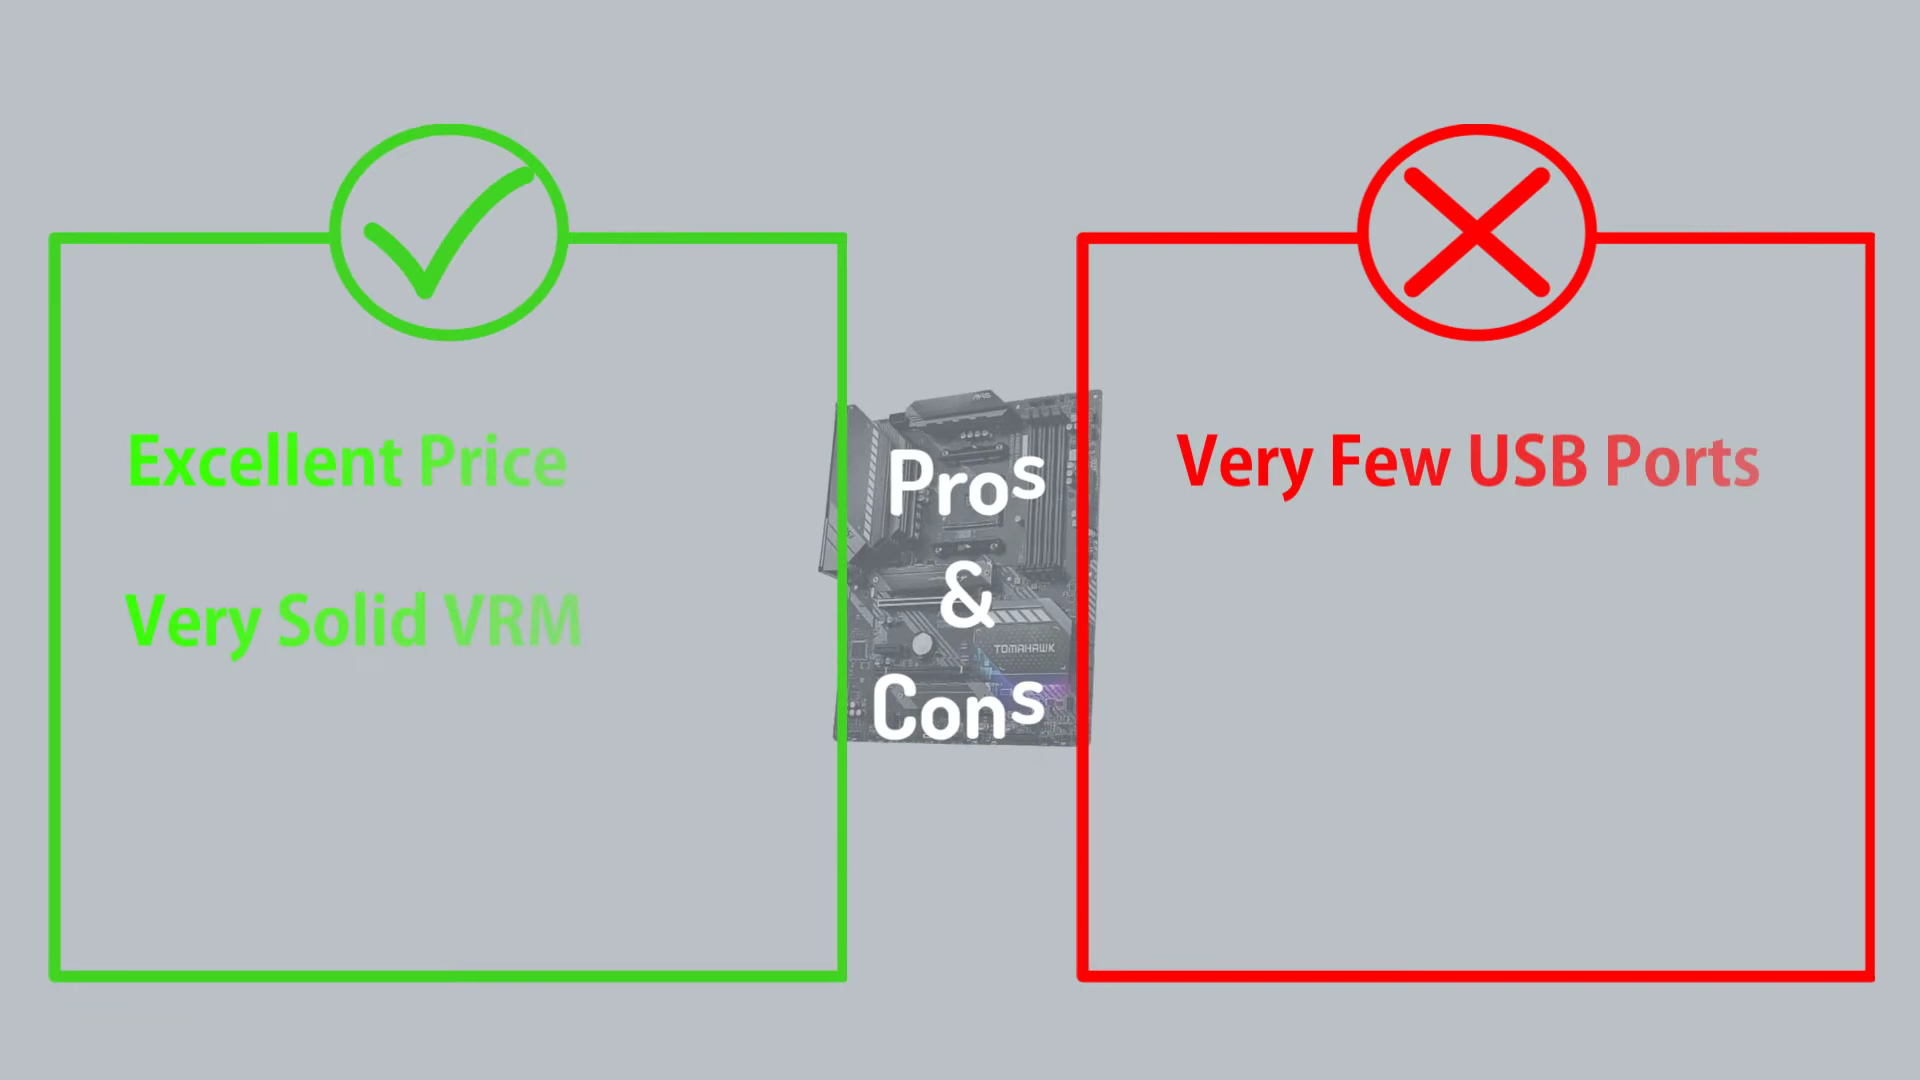 Excellent Price
Very Solid VRM
Pros
&
Cons
TOMAHAWK
Very Few USB Ports